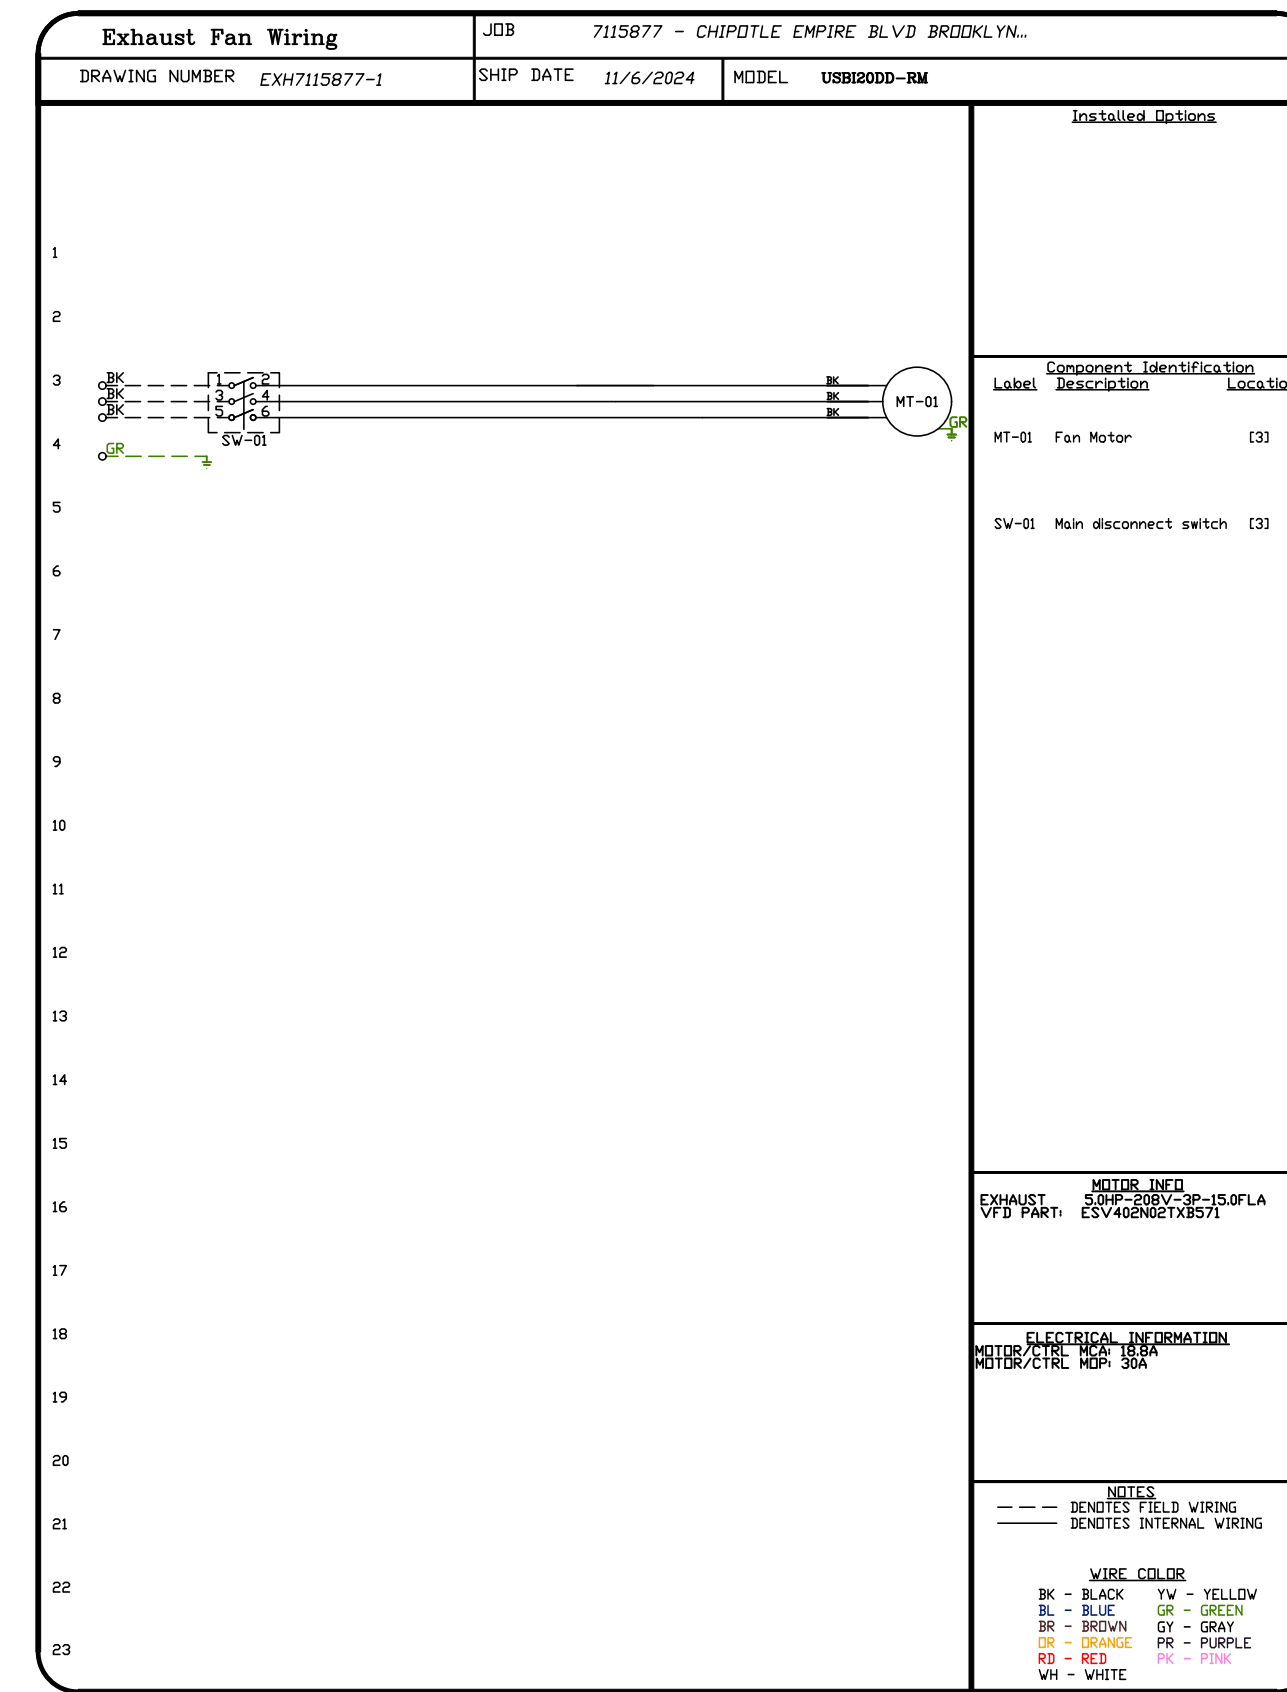 Exhaust Fan Wiring
JOB 7115877 - CHIPOTLE EMPIRE BLVD BROOKLYN...
DRAWING NUMBER EXH7115877-1
SHIP DATE 11/6/2024
MODEL USBI20DD-RM
Installed Options
1
2
3
4
5
6
7
8
9
10
11
12
13
14
15
16
17
18
19
20
21
22
23
BK 1 2 BK
BK 3 4 BK
BK 5 6 BK
MT-01
GR
SW-01
GR
Component Identification
Label Description Locatio
MT-01 Fan Motor [3]
SW-01 Main disconnect switch [3]
MOTOR INFO
EXHAUST 5.0HP-208V-3P-15.0FLA
VFD PART: ESV402N02TXB571
ELECTRICAL INFORMATION
MOTOR/CTRL MCA: 18.8A
MOTOR/CTRL MOP: 30A
NOTES
DENOTES FIELD WIRING
DENOTES INTERNAL WIRING
WIRE COLOR
BK - BLACK YW - YELLOW
BL - BLUE GR - GREEN
BR - BROWN GY - GRAY
OR - ORANGE PR - PURPLE
RD - RED PK - PINK
WH - WHITE